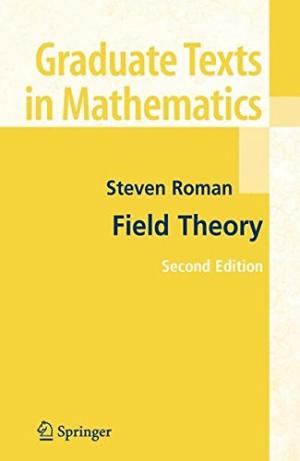 Graduate Texts
in Mathematics
Steven Roman
Field Theory
Second Edition
Springer